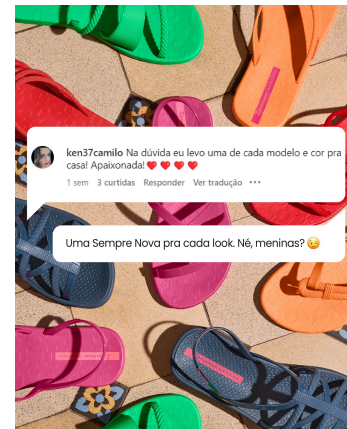 ken37camilo Na dúvida eu levo uma de cada modelo e cor pra
casa! Apaixonada!❤️❤️❤️❤️
1 sem 3 curtidas Responder Ver tradução •••
Uma Sempre Nova pra cada look. Né, meninas? 😉